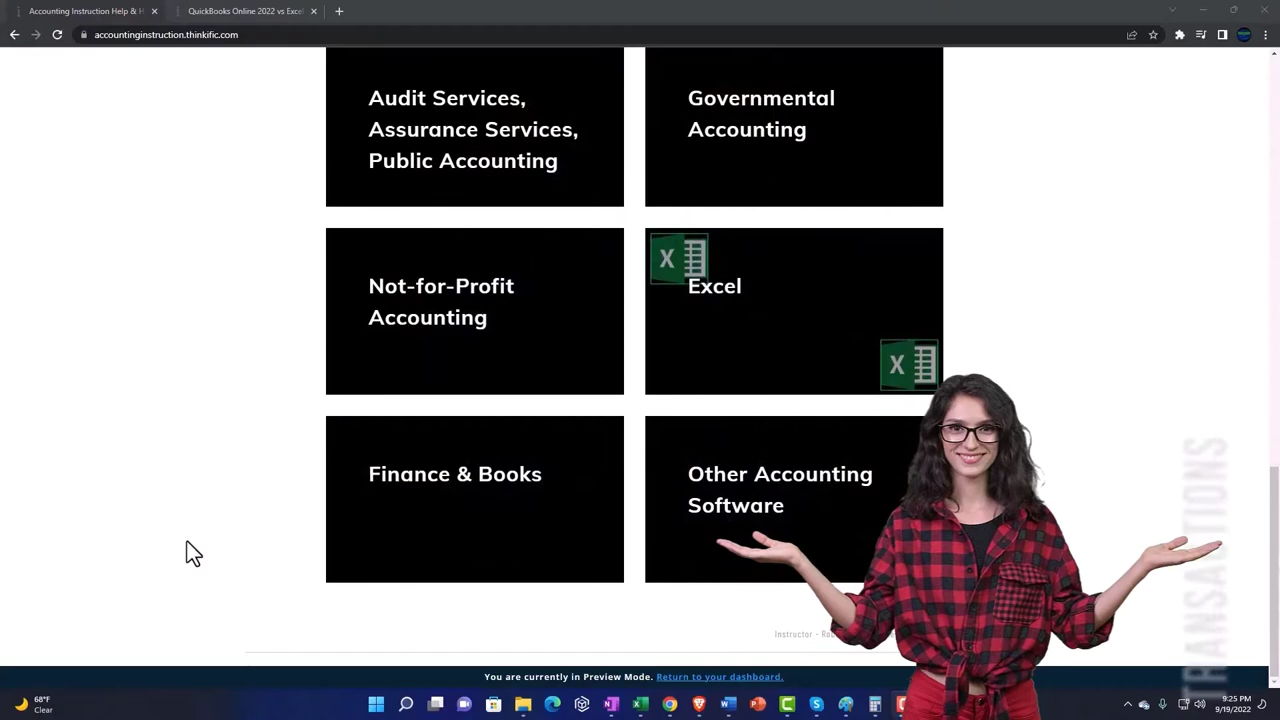 Accounting Instruction Help & H
QuickBooks Online 2022 vs Excel
accountinginstruction.thinkific.com
Audit Services,
Assurance Services,
Public Accounting
Governmental
Accounting
Not-for-Profit
Accounting
Excel
Finance & Books
Other Accounting
Software
Instructor -
TRANSACTIONS
You are currently in Preview Mode. Return to your dashboard.
68°F
Clear
9:25 PM
9/19/2022